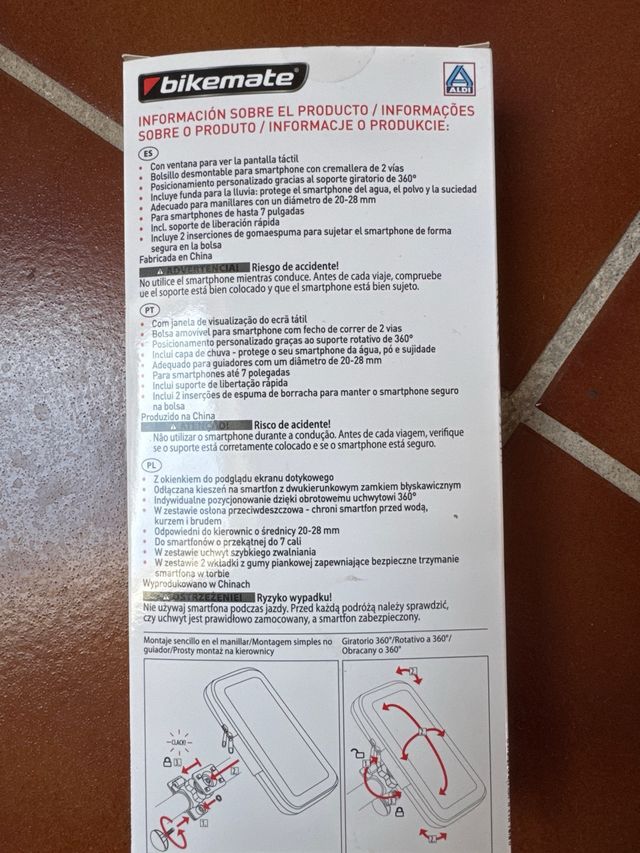 bikemate®
ALDI
INFORMACIÓN SOBRE EL PRODUCTO / INFORMAÇÕES
SOBRE O PRODUTO / INFORMACJE O PRODUKCIE:
ES
• Con ventana para ver la pantalla táctil
• Bolsillo desmontable para smartphone con cremallera de 2 vías
• Posicionamiento personalizado gracias al soporte giratorio de 360°
• Incluye funda para la lluvia: protege el smartphone del agua, el polvo y la suciedad
• Adecuado para manillares con un diámetro de 20-28 mm
• Para smartphones de hasta 7 pulgadas
• Incl. soporte de liberación rápida
• Incluye 2 inserciones de gomaespuma para sujetar el smartphone de forma
segura en la bolsa
Fabricada en China
⚠ ADVERTENCIA! Riesgo de accidente!
No utilice el smartphone mientras conduce. Antes de cada viaje, compruebe
ue el soporte está bien colocado y que el smartphone está bien sujeto.
PT
• Com janela de visualização do ecrã tátil
• Bolsa amovível para smartphone com fecho de correr de 2 vias
• Posicionamento personalizado graças ao suporte rotativo de 360°
• Inclui capa de chuva - protege o seu smartphone da água, pó e sujidade
• Adequado para guiadores com um diâmetro de 20-28 mm
• Para smartphones até 7 polegadas
• Inclui suporte de libertação rápida
• Inclui 2 inserções de espuma de borracha para manter o smartphone seguro
na bolsa
Produzido na China
⚠ ATENÇÃO! Risco de acidente!
Não utilizar o smartphone durante a condução. Antes de cada viagem, verifique
se o suporte está corretamente colocado e se o smartphone está seguro.
PL
• Z okienkiem do podglądu ekranu dotykowego
• Odłączana kieszeń na smartfon z dwukierunkowym zamkiem błyskawicznym
• Indywidualne pozycjonowanie dzięki obrotowemu uchwytowi 360°
• W zestawie osłona przeciwdeszczowa - chroni smartfon przed wodą,
kurzem i brudem
• Odpowiedni do kierownic o średnicy 20-28 mm
• Do smartfonów o przekątnej do 7 cali
• W zestawie uchwyt szybkiego zwalniania
• W zestawie 2 wkładki z gumy piankowej zapewniające bezpieczne trzymanie
smartfona w torbie
Wyprodukowano w Chinach
⚠ OSTRZEŻENIE! Ryzyko wypadku!
Nie używaj smartfona podczas jazdy. Przed każdą podróżą należy sprawdzić,
czy uchwyt jest prawidłowo zamocowany, a smartfon zabezpieczony.
Montaje sencillo en el manillar/Montagem simples no
guiador/Prosty montaż na kierownicy
Giratorio 360°/Rotativo a 360°/
Obracany o 360°
-CLACK!-